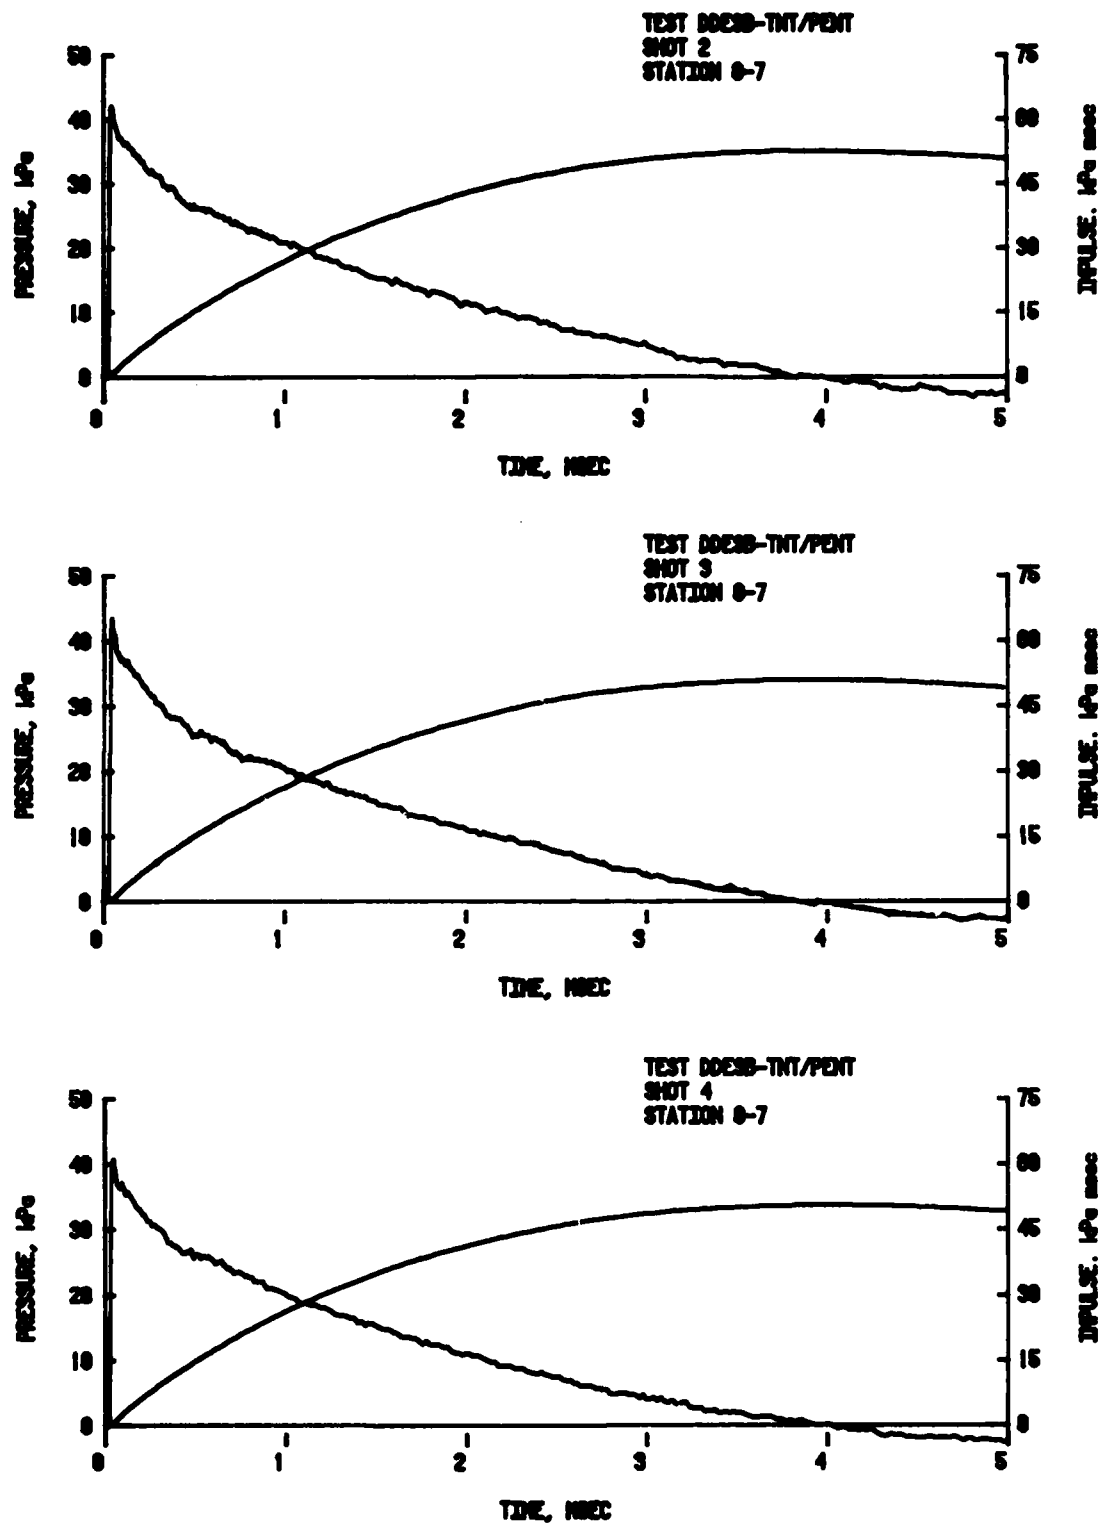 TEST DDESB-TNT/PENT
SHOT 2
STATION 8-7
50
40
30
20
10
0
PRESSURE, kPa
75
60
45
30
15
0
IMPULSE. kPa msec
0 1 2 3 4 5
TIME, MSEC
TEST DDESB-TNT/PENT
SHOT 3
STATION 8-7
50
40
30
20
10
0
PRESSURE, kPa
75
60
45
30
15
0
IMPULSE. kPa msec
0 1 2 3 4 5
TIME, MSEC
TEST DDESB-TNT/PENT
SHOT 4
STATION 8-7
50
40
30
20
10
0
PRESSURE, kPa
75
60
45
30
15
0
IMPULSE. kPa msec
0 1 2 3 4 5
TIME, MSEC